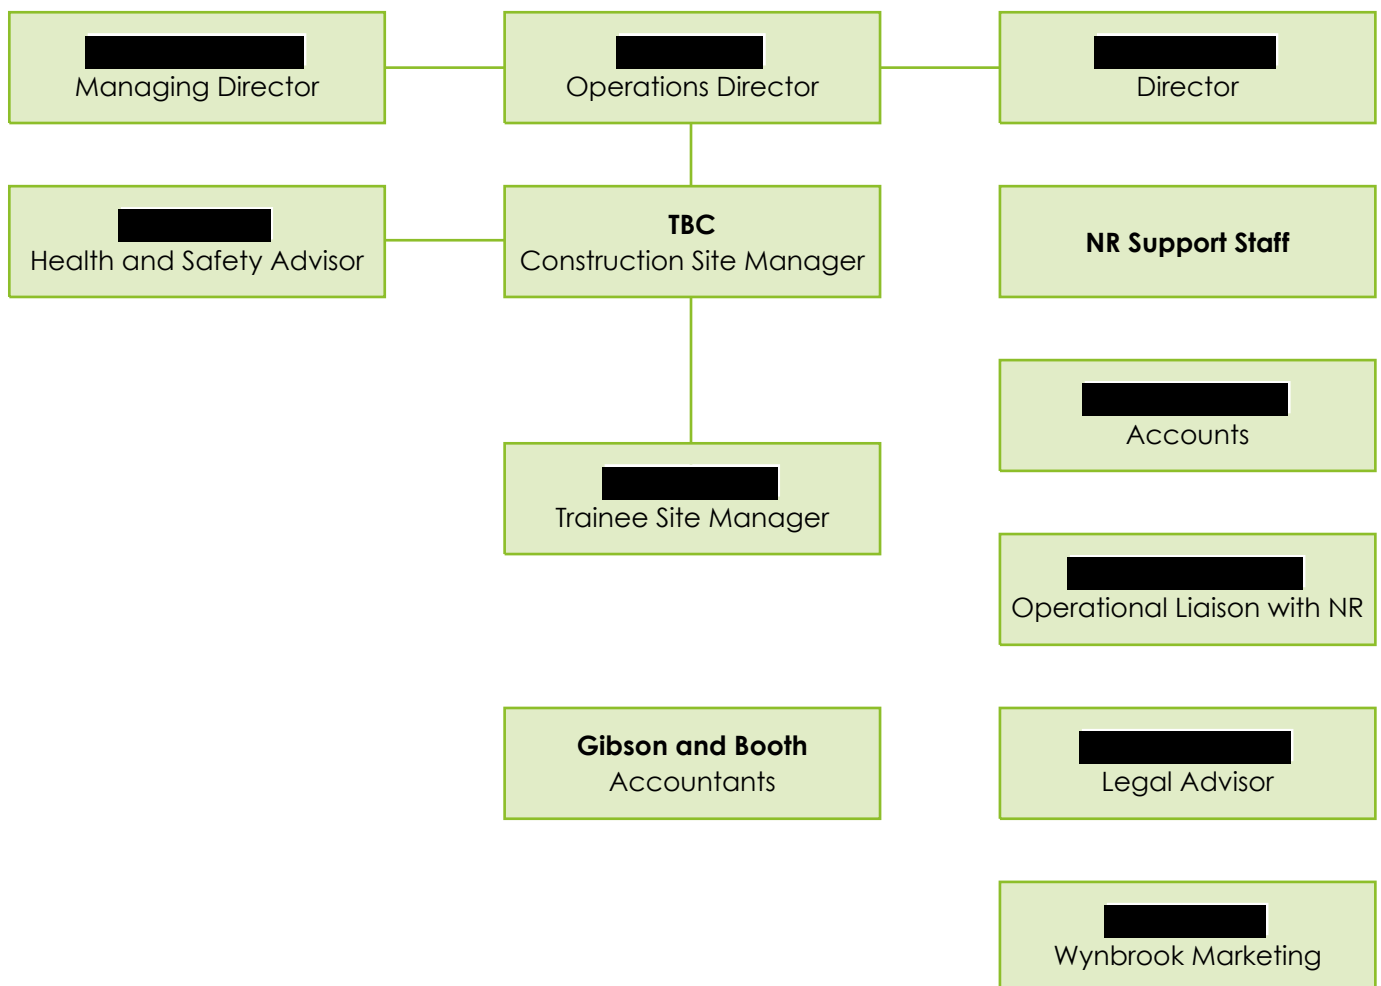 Managing Director
Operations Director
Director
Health and Safety Advisor
TBC
Construction Site Manager
NR Support Staff
Accounts
Trainee Site Manager
Operational Liaison with NR
Gibson and Booth
Accountants
Legal Advisor
Wynbrook Marketing